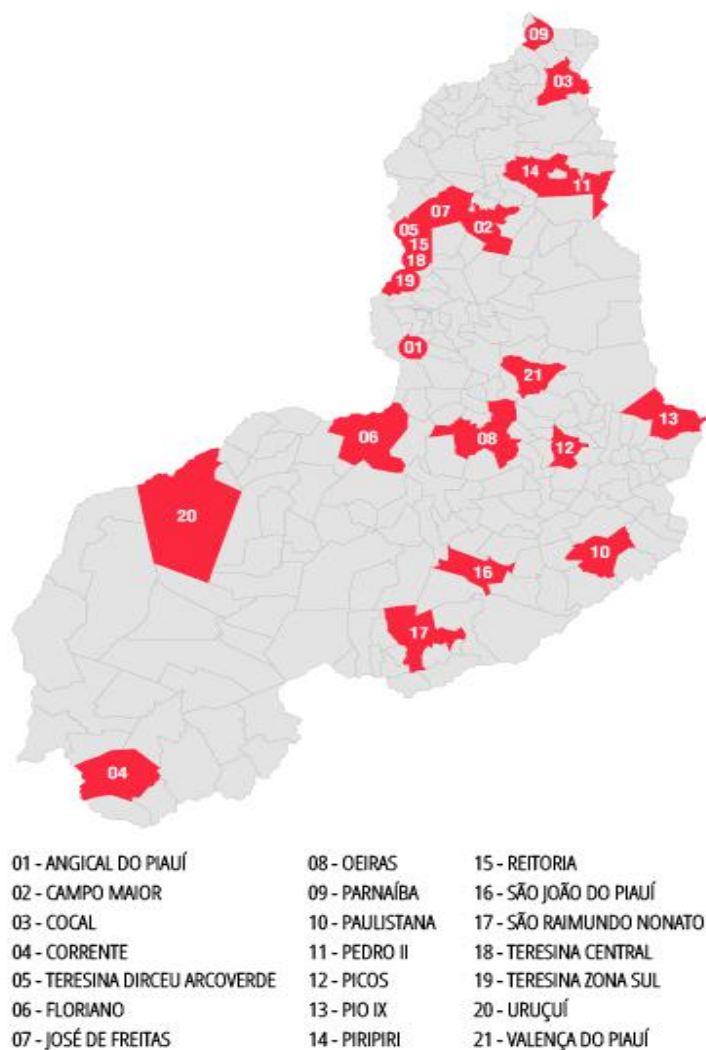 09
03
14
11
07
02
05
15
18
19
01
21
13
06
08
12
20
10
16
17
04
01 - ANGICAL DO PIAUÍ
02 - CAMPO MAIOR
03 - COCAL
04 - CORRENTE
05 - TERESINA DIRCEU ARCOVERDE
06 - FLORIANO
07 - JOSÉ DE FREITAS
08 - OEIRAS
09 - PARNAÍBA
10 - PAULISTANA
11 - PEDRO II
12 - PICOS
13 - PIO IX
14 - PIRIPIRI
15 - REITORIA
16 - SÃO JOÃO DO PIAUÍ
17 - SÃO RAIMUNDO NONATO
18 - TERESINA CENTRAL
19 - TERESINA ZONA SUL
20 - URUÇUÍ
21 - VALENÇA DO PIAUÍ